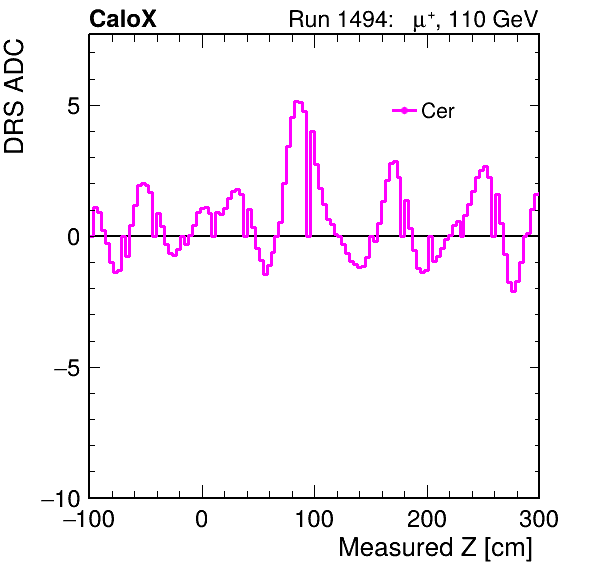 CaloX Run 1494: μ⁺, 110 GeV
DRS ADC
Cer
5
0
−5
−10
−100 0 100 200 300
Measured Z [cm]